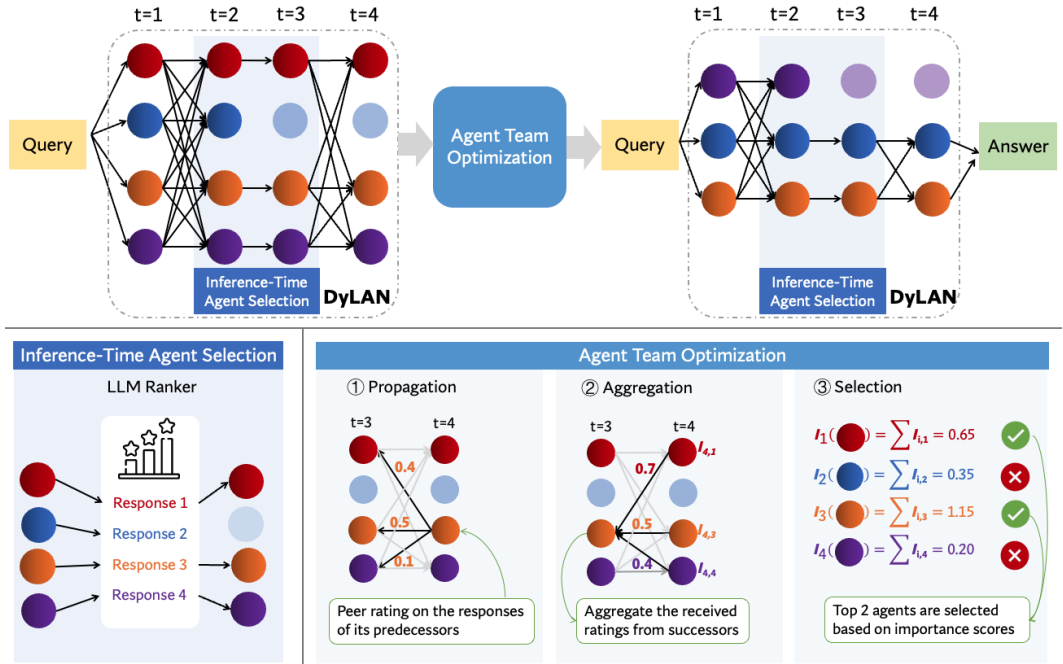 t=1 t=2 t=3 t=4
Query
Agent Team
Optimization
Inference-Time
Agent Selection
DyLAN
t=1 t=2 t=3 t=4
Query
Answer
Inference-Time
Agent Selection
DyLAN
Inference-Time Agent Selection
LLM Ranker
Response 1
Response 2
Response 3
Response 4
Agent Team Optimization
① Propagation
t=3 t=4
0.4
0.5
0.1
Peer rating on the responses
of its predecessors
② Aggregation
t=3 t=4
I4,1
0.7
0.5 I4,3
0.4 I4,4
Aggregate the received
ratings from successors
③ Selection
I1( ) = ∑ Ii,1 = 0.65
I2( ) = ∑ Ii,2 = 0.35
I3( ) = ∑ Ii,3 = 1.15
I4( ) = ∑ Ii,4 = 0.20
Top 2 agents are selected
based on importance scores